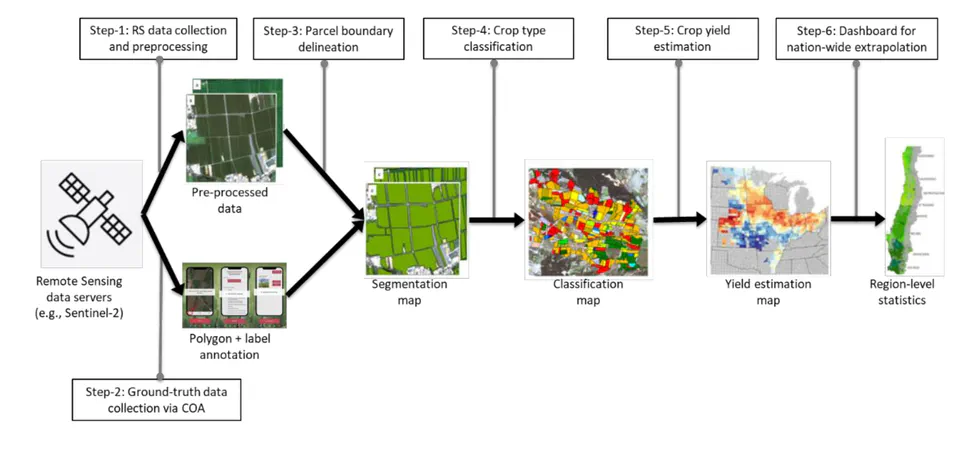 Step-1: RS data collection
and preprocessing
Step-3: Parcel boundary
delineation
Step-4: Crop type
classification
Step-5: Crop yield
estimation
Step-6: Dashboard for
nation-wide extrapolation
Pre-processed
data
Remote Sensing
data servers
(e.g., Sentinel-2)
Polygon + label
annotation
Segmentation
map
Classification
map
Yield estimation
map
Region-level
statistics
Step-2: Ground-truth data
collection via COA